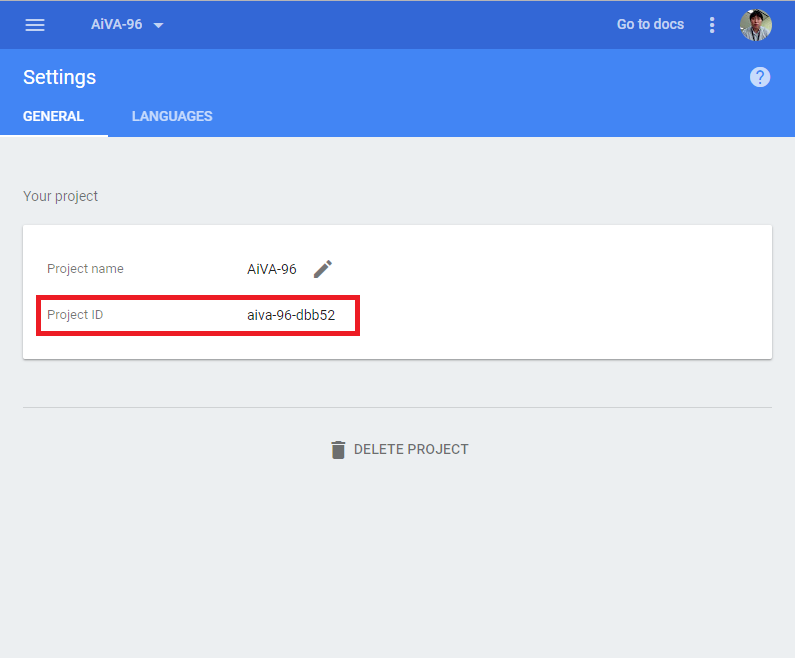 AiVA-96
Go to docs
Settings
?
GENERAL
LANGUAGES
Your project
Project name
AiVA-96
Project ID
aiva-96-dbb52
DELETE PROJECT